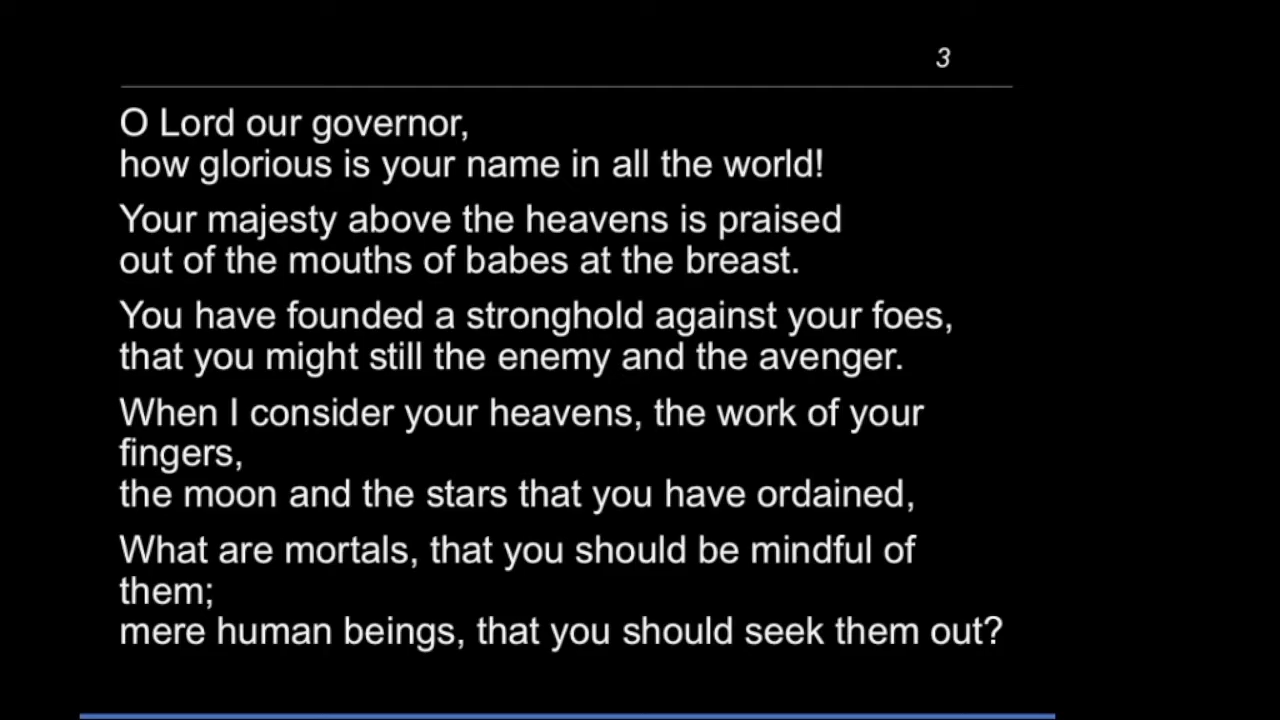 3
O Lord our governor,
how glorious is your name in all the world!
Your majesty above the heavens is praised
out of the mouths of babes at the breast.
You have founded a stronghold against your foes,
that you might still the enemy and the avenger.
When I consider your heavens, the work of your
fingers,
the moon and the stars that you have ordained,
What are mortals, that you should be mindful of
them;
mere human beings, that you should seek them out?